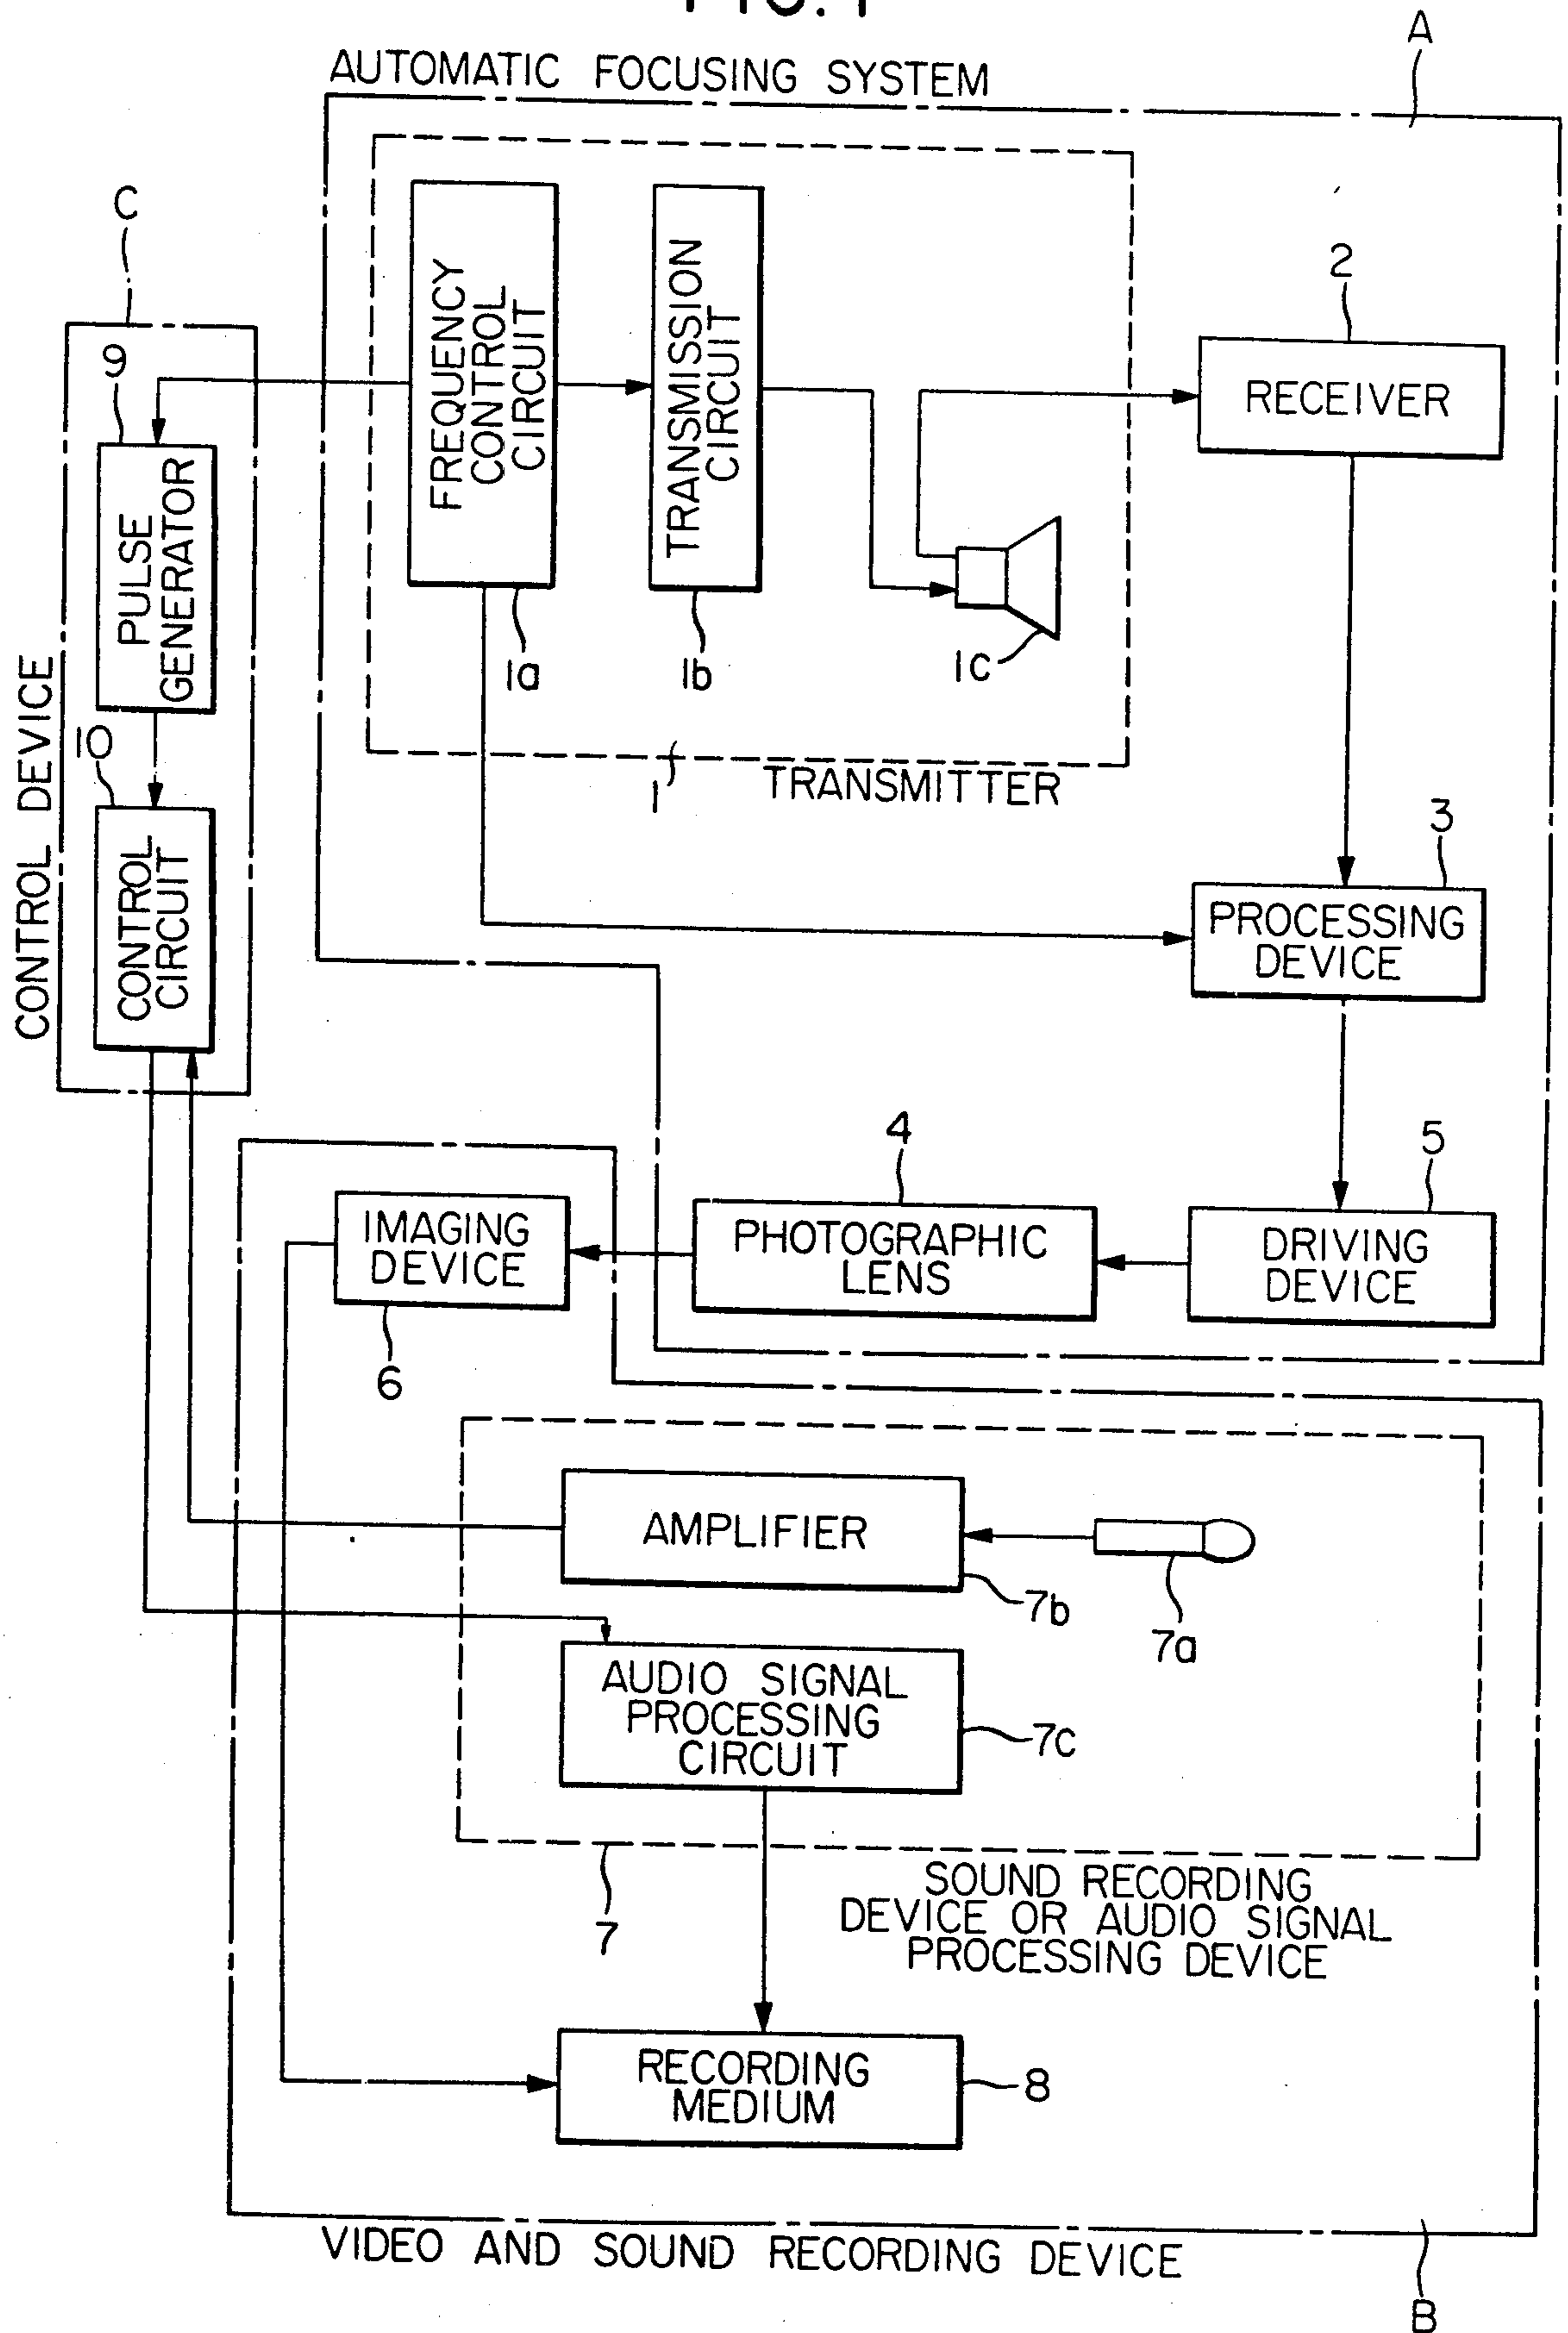 FIG. 1
A
AUTOMATIC FOCUSING SYSTEM
C
2
9
FREQUENCY
CONTROL
CIRCUIT
TRANSMISSION
CIRCUIT
RECEIVER
PULSE
GENERATOR
1a
1b
1c
CONTROL DEVICE
10
1
TRANSMITTER
3
CONTROL
CIRCUIT
PROCESSING
DEVICE
4
5
IMAGING
DEVICE
PHOTOGRAPHIC
LENS
DRIVING
DEVICE
6
AMPLIFIER
7b
7a
AUDIO SIGNAL
PROCESSING
CIRCUIT
7c
7
SOUND RECORDING
DEVICE OR AUDIO SIGNAL
PROCESSING DEVICE
RECORDING
MEDIUM
8
VIDEO AND SOUND RECORDING DEVICE
B